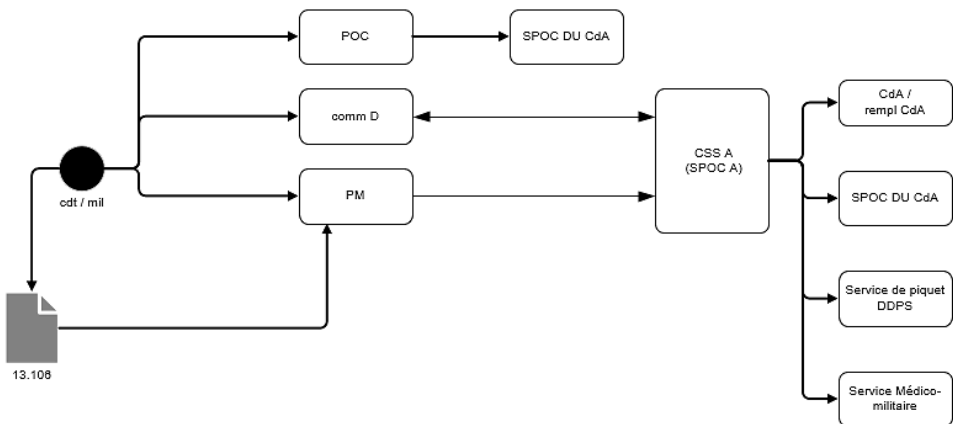 POC
SPOC DU CdA
comm D
CdA /
rempl CdA
CSS A
(SPOC A)
cdt / mil
PM
SPOC DU CdA
Service de piquet
DDPS
13.106
Service Médico-
militaire